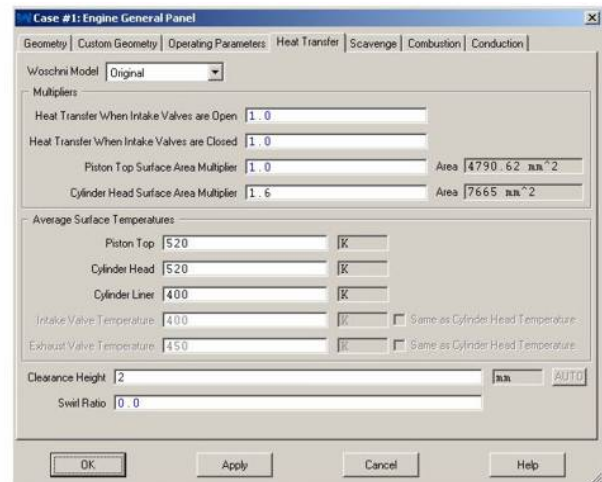 Case #1: Engine General Panel
Geometry Custom Geometry Operating Parameters Heat Transfer Scavenge Combustion Conduction
Woschni Model Original
Multipliers
Heat Transfer When Intake Valves are Open 1.0
Heat Transfer When Intake Valves are Closed 1.0
Piston Top Surface Area Multiplier 1.0 Area 4790.62 mm^2
Cylinder Head Surface Area Multiplier 1.6 Area 7665 mm^2
Average Surface Temperatures
Piston Top 520 K
Cylinder Head 520 K
Cylinder Liner 400 K
Intake Valve Temperature 400 K Same as Cylinder Head Temperature
Exhaust Valve Temperature 450 K Same as Cylinder Head Temperature
Clearance Height 2 mm AUTO
Swirl Ratio 0.0
OK Apply Cancel Help